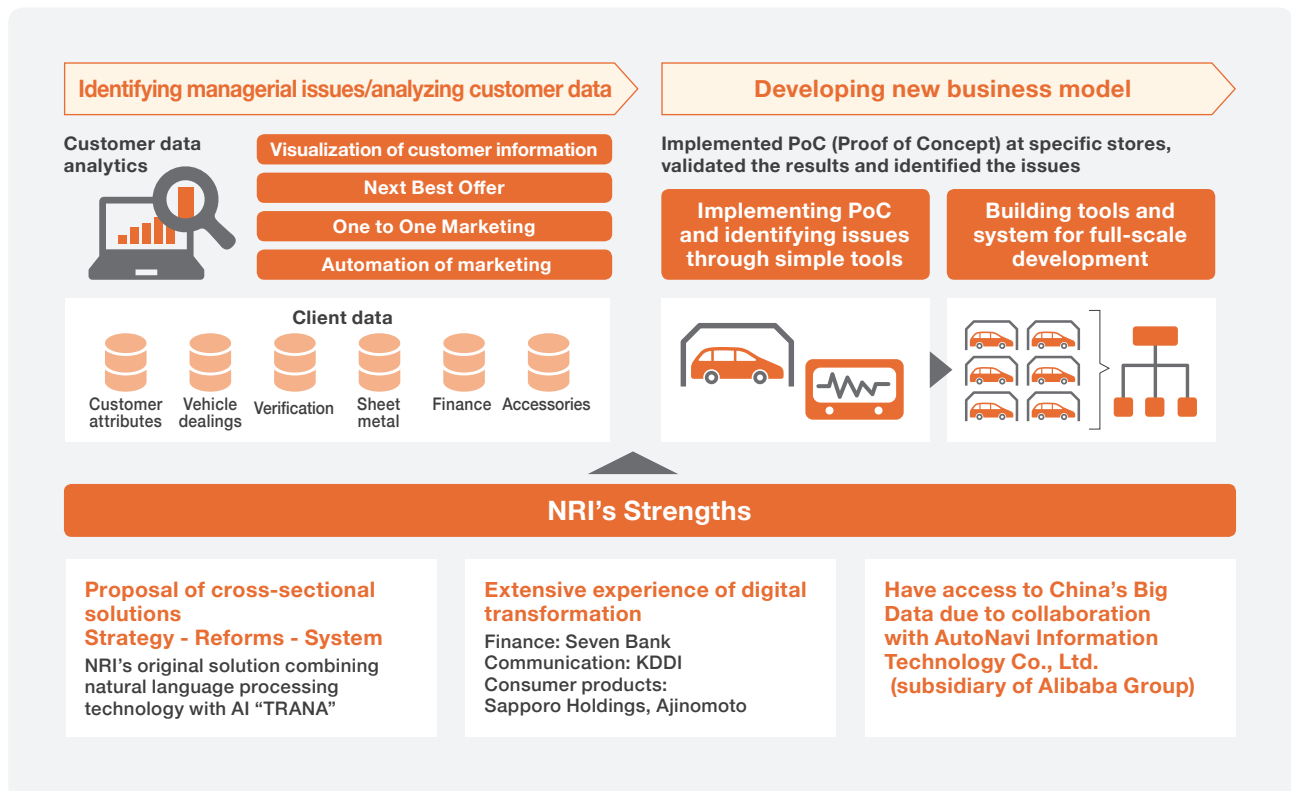 Identifying managerial issues/analyzing customer data
Customer data
analytics
Visualization of customer information
Next Best Offer
One to One Marketing
Automation of marketing
Client data
Customer
attributes
Vehicle
dealings
Verification
Sheet
metal
Finance
Accessories
Developing new business model
Implemented PoC (Proof of Concept) at specific stores,
validated the results and identified the issues
Implementing PoC
and identifying issues
through simple tools
Building tools and
system for full-scale
development
NRI’s Strengths
Proposal of cross-sectional
solutions
Strategy - Reforms - System
NRI’s original solution combining
natural language processing
technology with AI “TRANA”
Extensive experience of digital
transformation
Finance: Seven Bank
Communication: KDDI
Consumer products:
Sapporo Holdings, Ajinomoto
Have access to China’s Big
Data due to collaboration
with AutoNavi Information
Technology Co., Ltd.
(subsidiary of Alibaba Group)